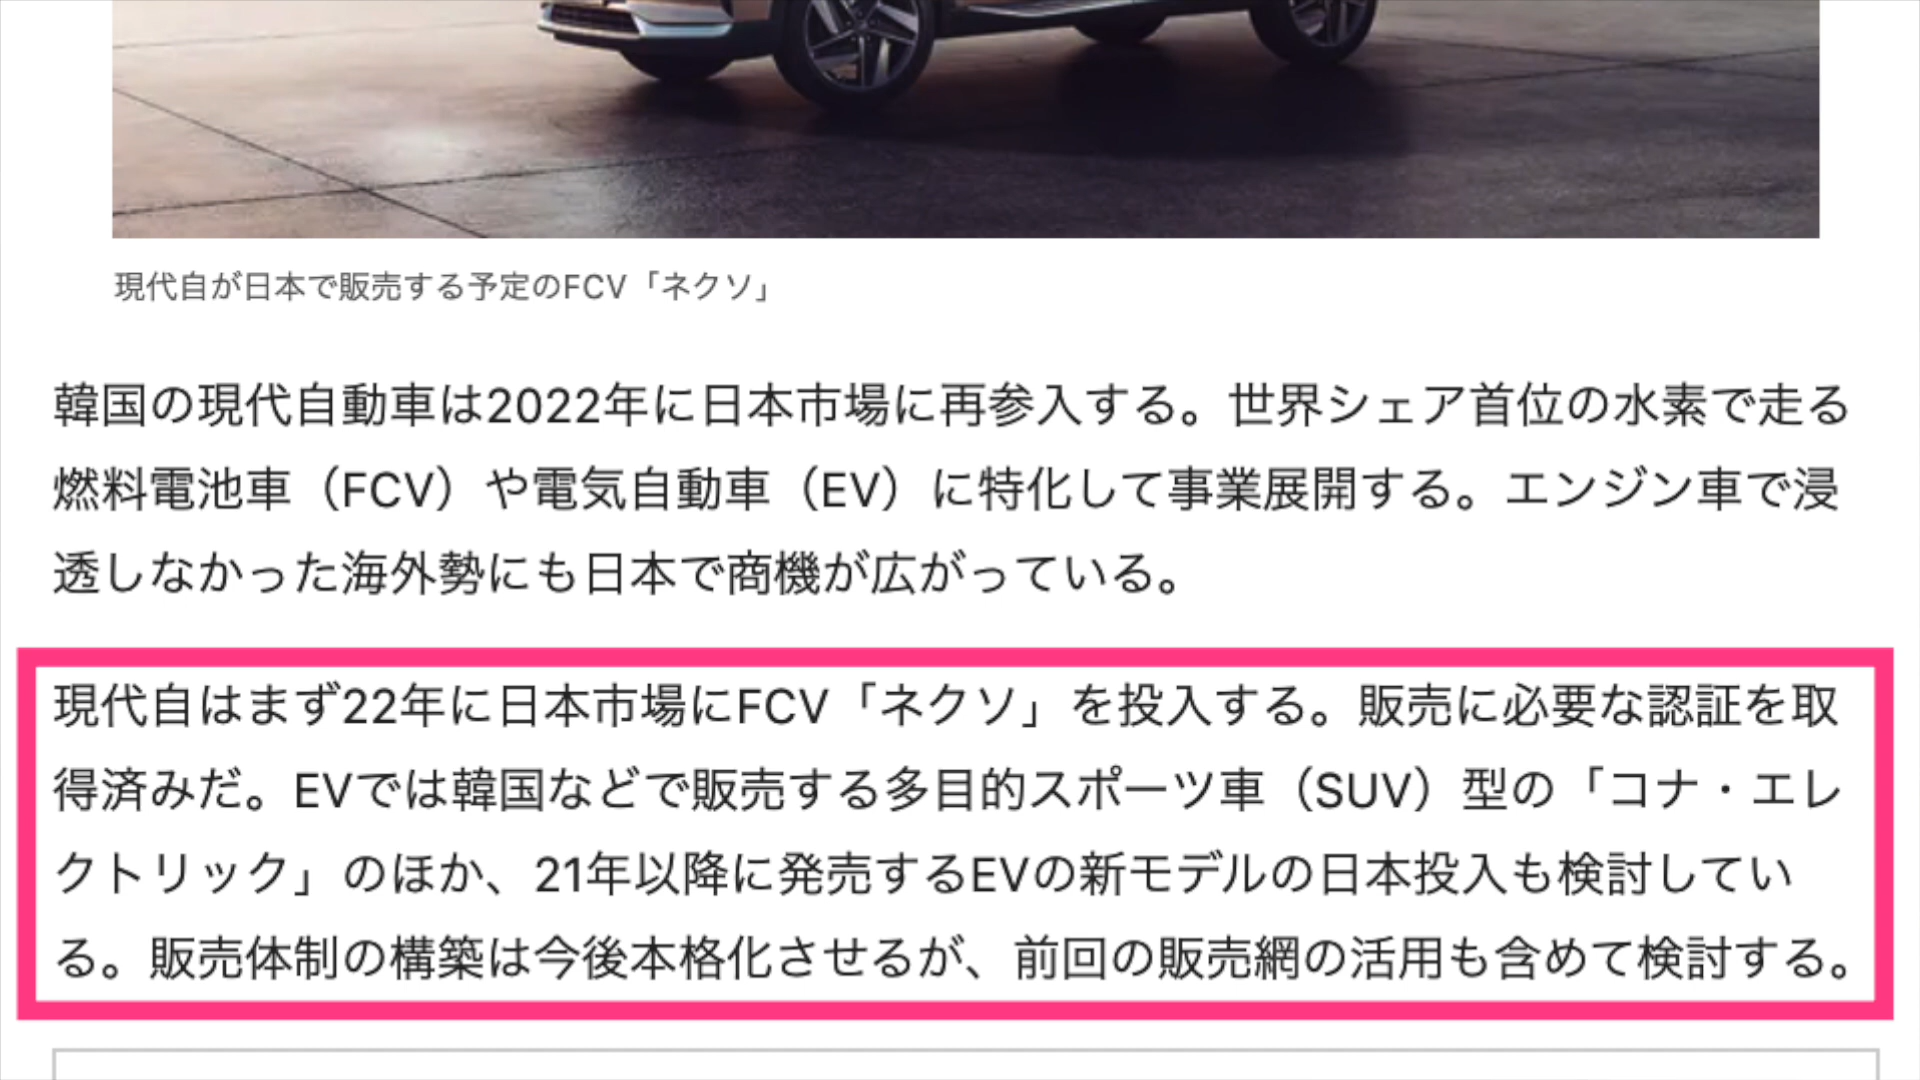 現代自が日本で販売する予定のFCV「ネクソ」
韓国の現代自動車は2022年に日本市場に再参入する。世界シェア首位の水素で走る
燃料電池車（FCV）や電気自動車（EV）に特化して事業展開する。エンジン車で浸
透しなかった海外勢にも日本で商機が広がっている。
現代自はまず22年に日本市場にFCV「ネクソ」を投入する。販売に必要な認証を取
得済みだ。EVでは韓国などで販売する多目的スポーツ車（SUV）型の「コナ・エレ
クトリック」のほか、21年以降に発売するEVの新モデルの日本投入も検討してい
る。販売体制の構築は今後本格化させるが、前回の販売網の活用も含めて検討する。